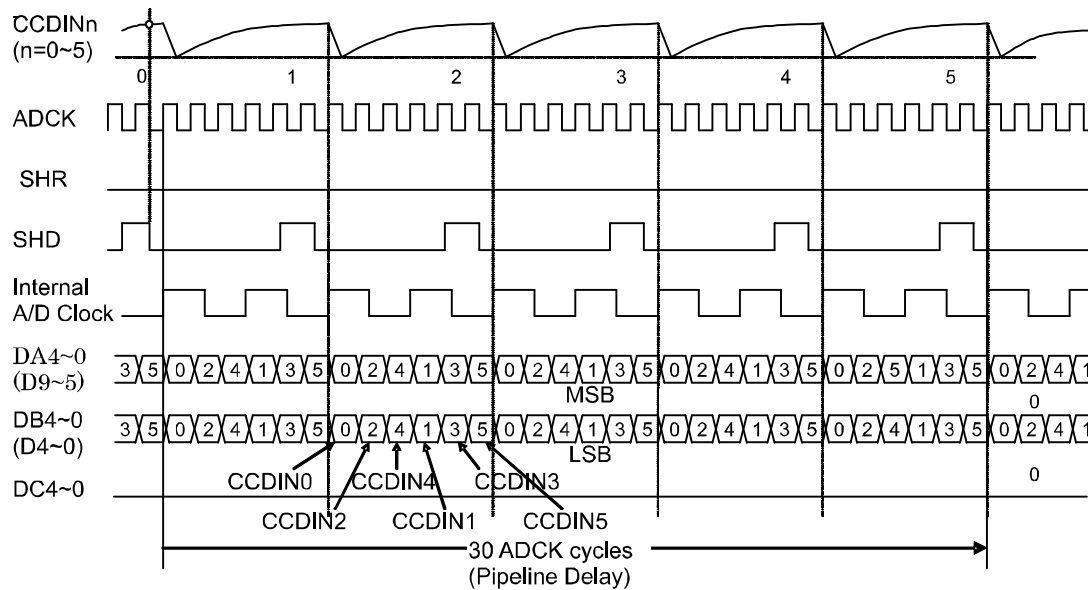 CCDINn
(n=0~5)
0 1 2 3 4 5
ADCK
SHR
SHD
Internal
A/D Clock
DA4~0
(D9~5)
3 5 0 2 4 1 3 5 0 2 4 1 3 5 0 2 4 1 3 5 0 2 4 1 3 5 0 2 4 1 3 5 0 2 4 1
MSB
0
DB4~0
(D4~0)
3 5 0 2 4 1 3 5 0 2 4 1 3 5 0 2 4 1 3 5 0 2 4 1 3 5 0 2 4 1 3 5 0 2 4 1
LSB
CCDIN0 CCDIN4 CCDIN3
0
DC4~0
CCDIN2 CCDIN1 CCDIN5
30 ADCK cycles
(Pipeline Delay)